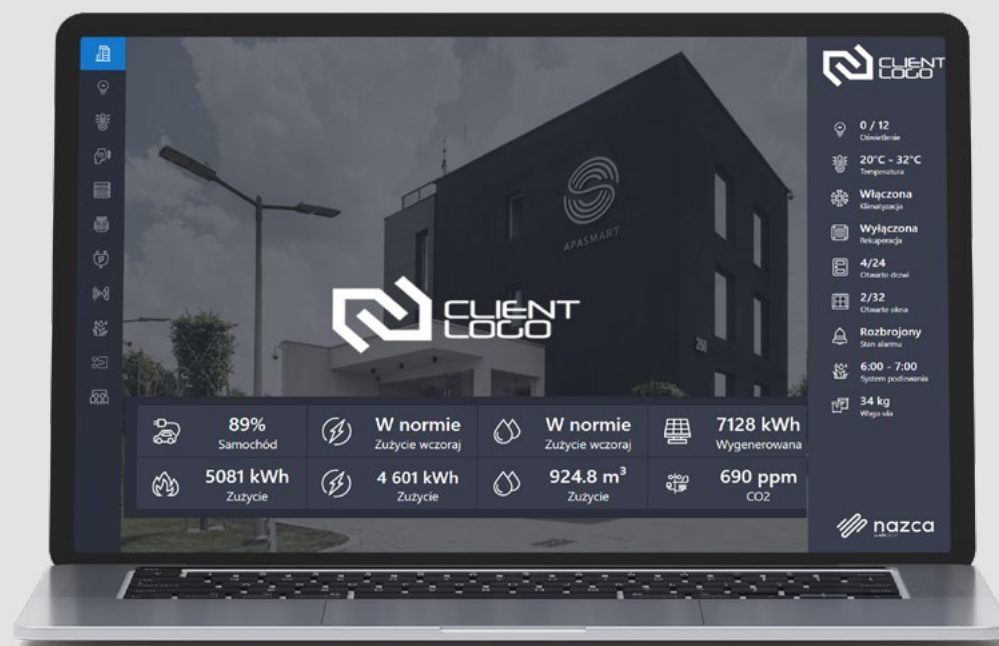 APASMART
290
CLIENT
LOGO
89%
Samochód
W normie
Zużycie wczoraj
W normie
Zużycie wczoraj
7128 kWh
Wygenerowana
5081 kWh
Zużycie
4 601 kWh
Zużycie
924.8 m³
Zużycie
690 ppm
CO2
CLIENT
LOGO
0 / 12
Oświetlenie
20°C - 32°C
Temperatura
Włączona
Klimatyzacja
Wyłączona
Rekuperacja
4/24
Otwarte drzwi
2/32
Otwarte okna
Rozbrojony
Stan alarmu
6:00 - 7:00
System podlewania
34 kg
Waga ula
nazca